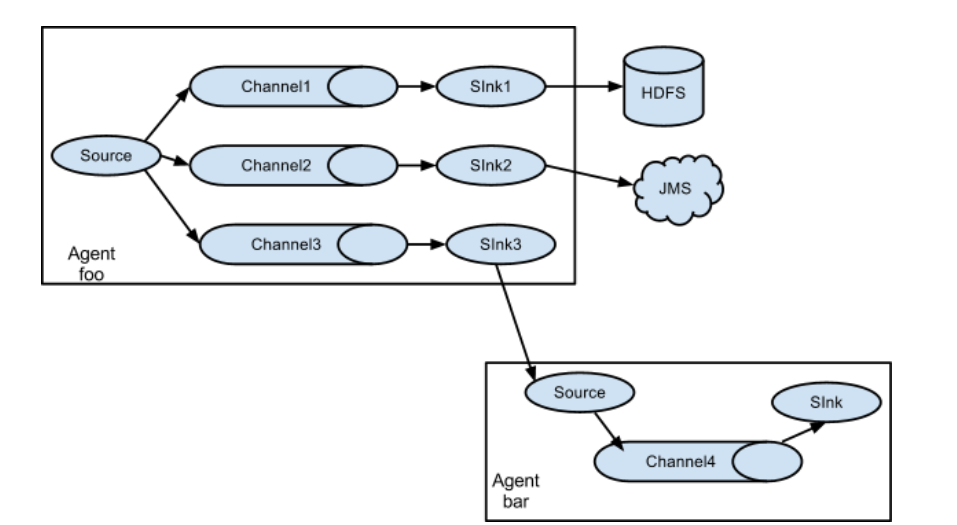 Channel1
SInk1
HDFS
Source
Channel2
SInk2
JMS
Channel3
SInk3
Agent
foo
Source
SInk
Channel4
Agent
bar